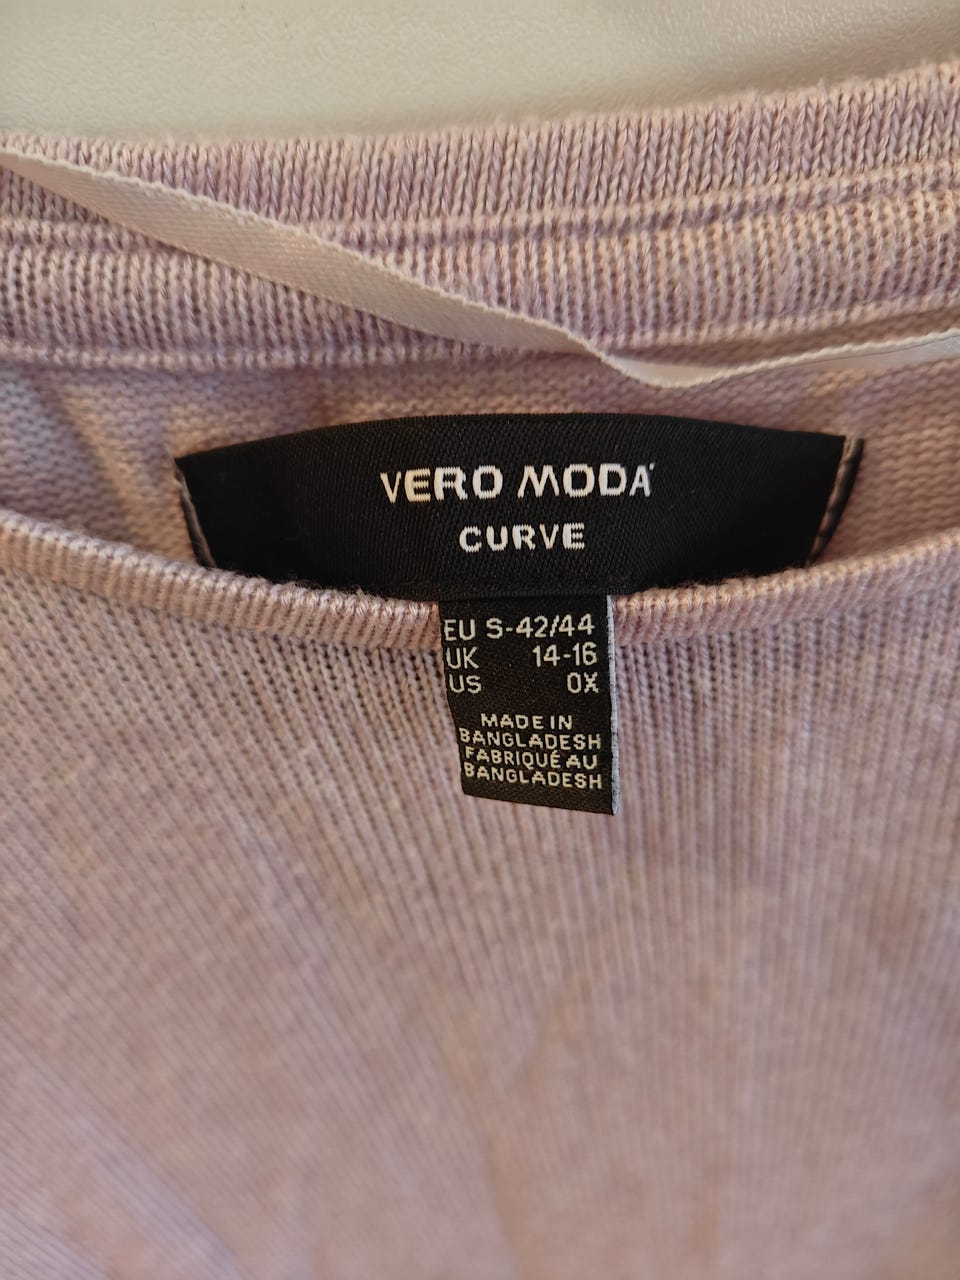 VERO MODA
CURVE
EU S-42/44
UK 14-16
US 0X
MADE IN
BANGLADESH
FABRIQUÉ AU
BANGLADESH